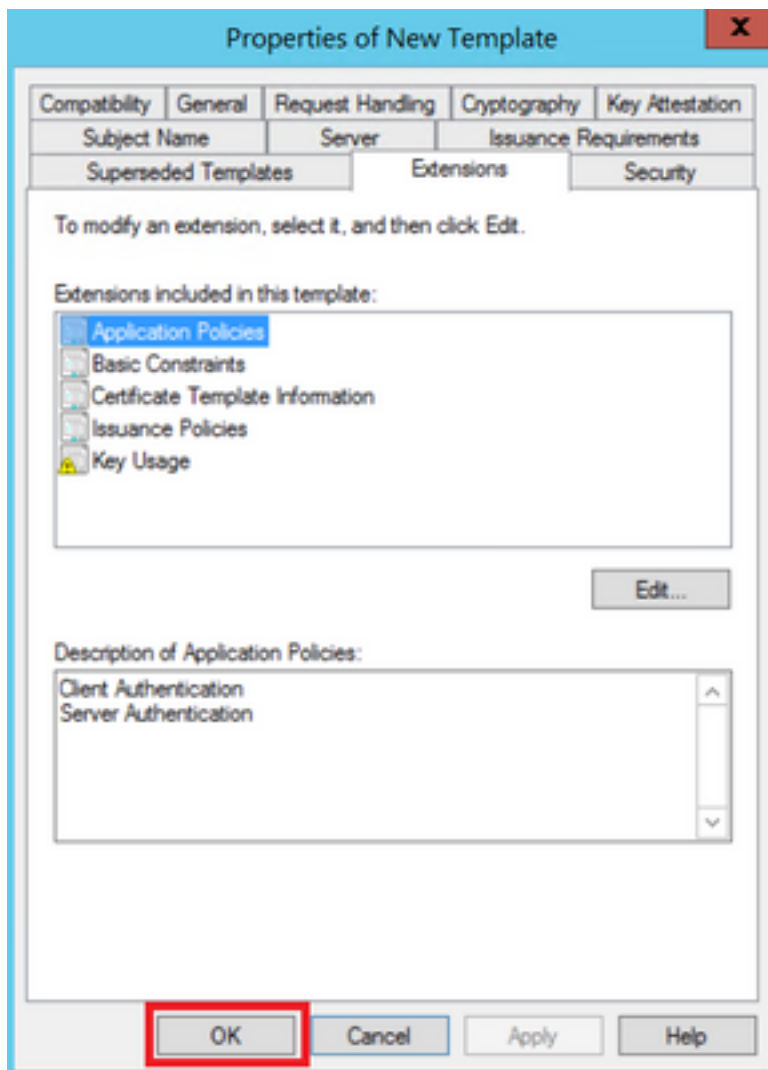 Properties of New Template
x
Compatibility General Request Handling Cryptography Key Attestation
Subject Name Server Issuance Requirements
Superseded Templates Extensions Security
To modify an extension, select it, and then click Edit.
Extensions included in this template:
Application Policies
Basic Constraints
Certificate Template Information
Issuance Policies
Key Usage
Edit...
Description of Application Policies:
Client Authentication
Server Authentication
OK Cancel Apply Help